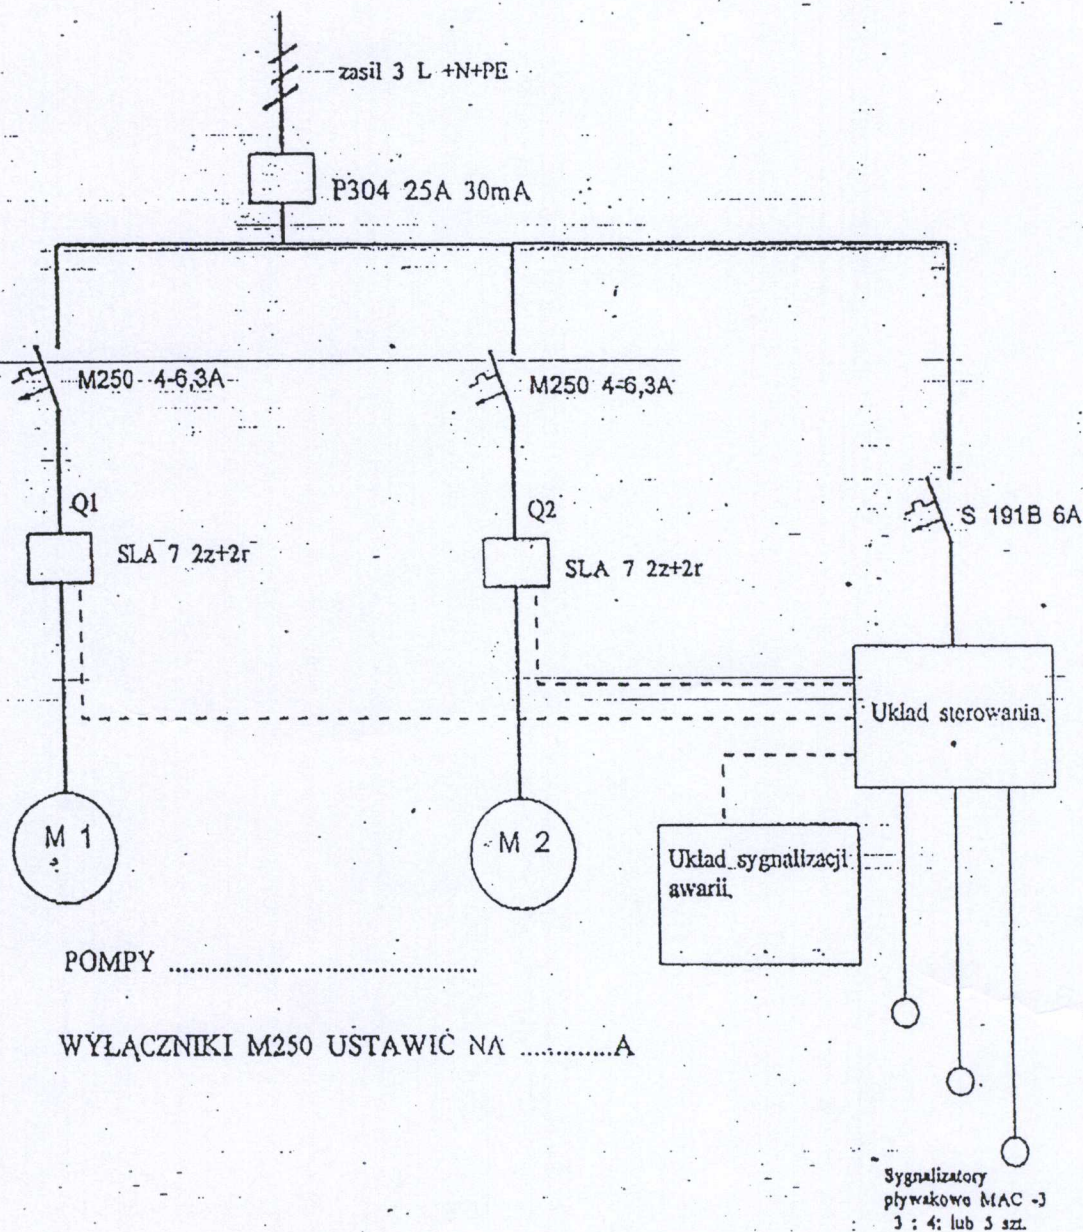 zasil 3 L +N+PE
P304 25A 30mA
M250 4-6,3A
M250 4-6,3A
Q1
Q2
S 191B 6A
SLA 7 2z+2r
SLA 7 2z+2r
Układ sterowania.
M 1
M 2
Układ sygnalizacji
awarii.
POMPY ..........................................
WYŁĄCZNIKI M250 USTAWIĆ NA .............A
Sygnalizatory
pływakowe MAC -3
3 ; 4; lub 5 szt.